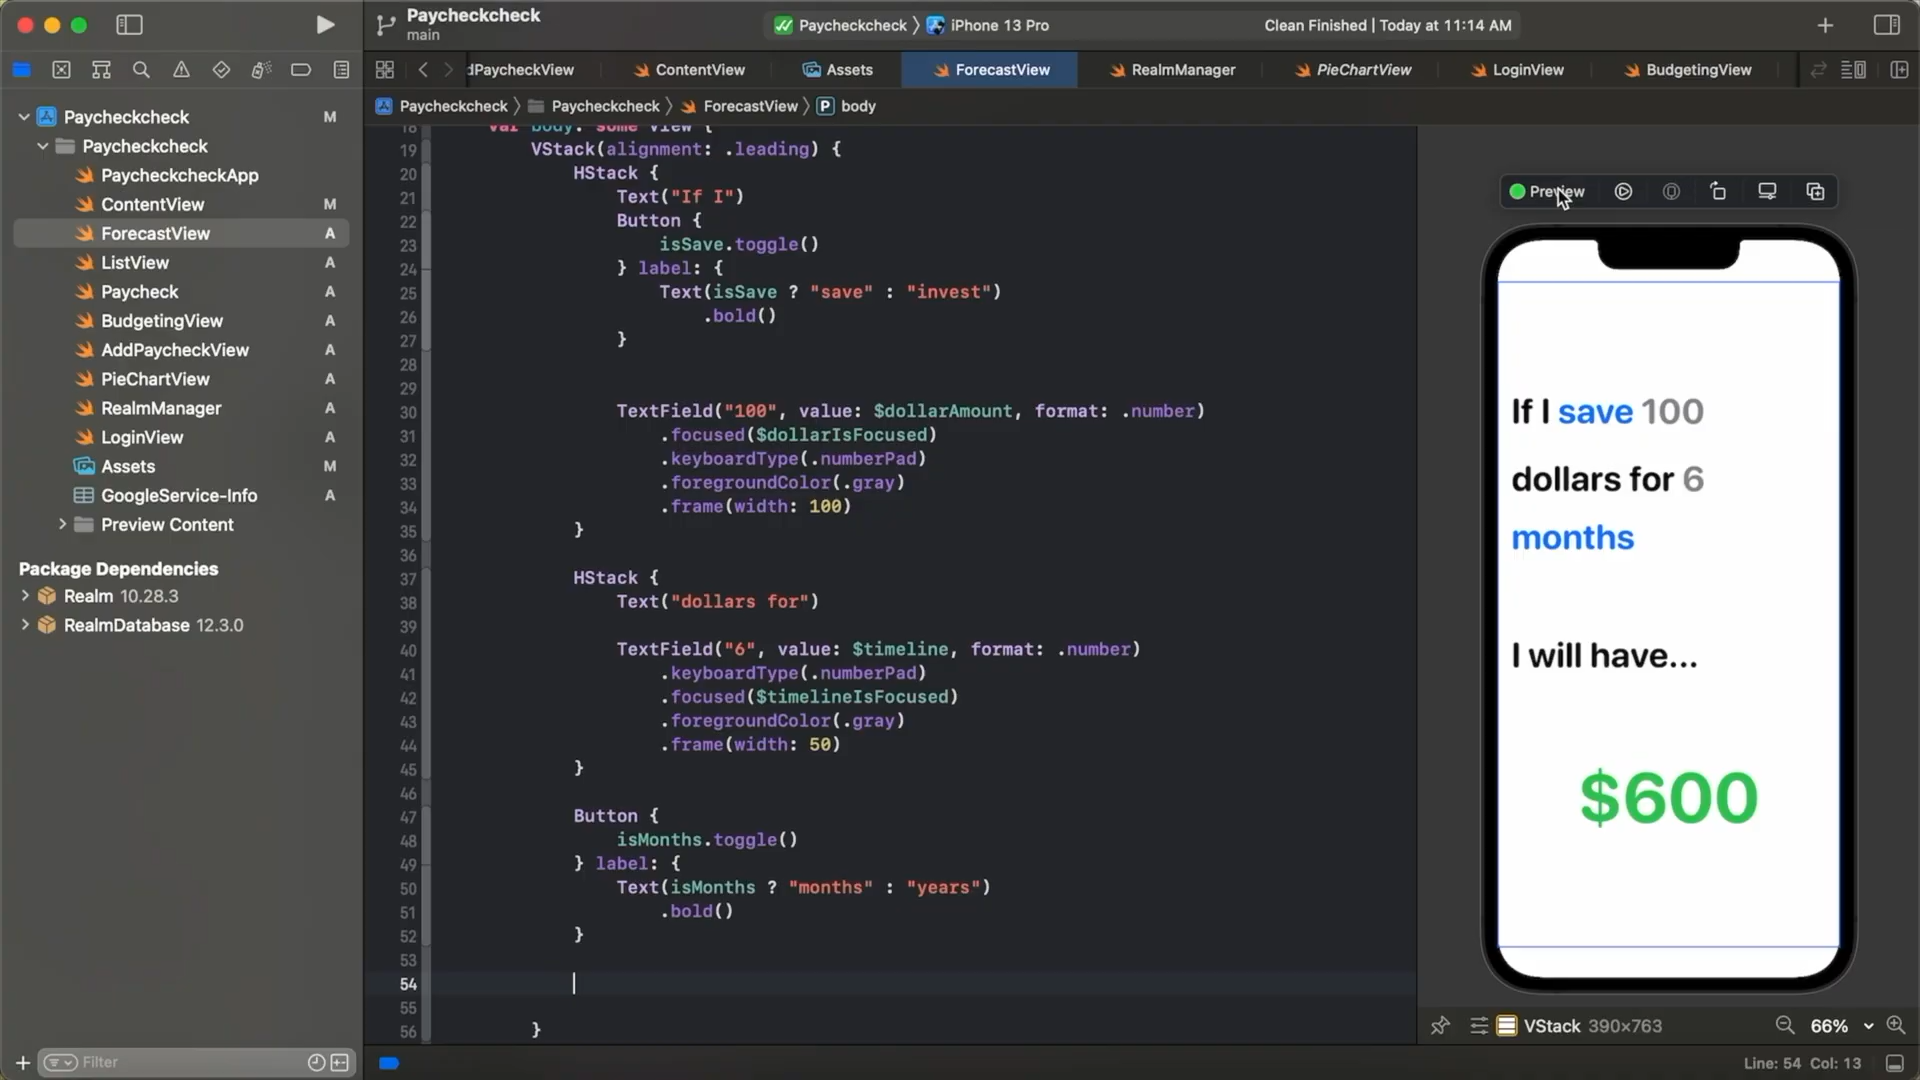 Paycheckcheck
main
Paycheckcheck
iPhone 13 Pro
Clean Finished | Today at 11:14 AM
dPaycheckView
ContentView
Assets
ForecastView
RealmManager
PieChartView
LoginView
BudgetingView
Paycheckcheck
Paycheckcheck
ForecastView
P
body
Paycheckcheck M
Paycheckcheck
PaycheckcheckApp
ContentView M
ForecastView A
ListView A
Paycheck A
BudgetingView A
AddPaycheckView A
PieChartView A
RealmManager A
LoginView A
Assets M
GoogleService-Info A
Preview Content
Package Dependencies
Realm 10.28.3
RealmDatabase 12.3.0
Filter
18 var body: some View {
19 VStack(alignment: .leading) {
20 HStack {
21 Text("If I")
22 Button {
23 isSave.toggle()
24 } label: {
25 Text(isSave ? "save" : "invest")
26 .bold()
27 }
28
29
30 TextField("100", value: $dollarAmount, format: .number)
31 .focused($dollarIsFocused)
32 .keyboardType(.numberPad)
33 .foregroundColor(.gray)
34 .frame(width: 100)
35 }
36
37 HStack {
38 Text("dollars for")
39
40 TextField("6", value: $timeline, format: .number)
41 .keyboardType(.numberPad)
42 .focused($timelineIsFocused)
43 .foregroundColor(.gray)
44 .frame(width: 50)
45 }
46
47 Button {
48 isMonths.toggle()
49 } label: {
50 Text(isMonths ? "months" : "years")
51 .bold()
52 }
53
54
55
56 }
Preview
If I save 100
dollars for 6
months
I will have...
$600
VStack 390×763
66%
Line: 54 Col: 13